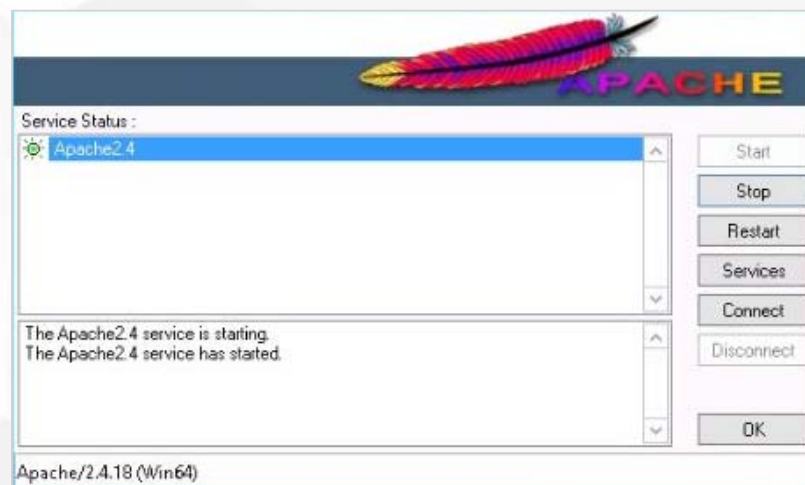 APACHE
Service Status :
Apache2.4
Start
Stop
Restart
Services
Connect
Disconnect
OK
The Apache2.4 service is starting.
The Apache2.4 service has started.
Apache/2.4.18 (Win64)